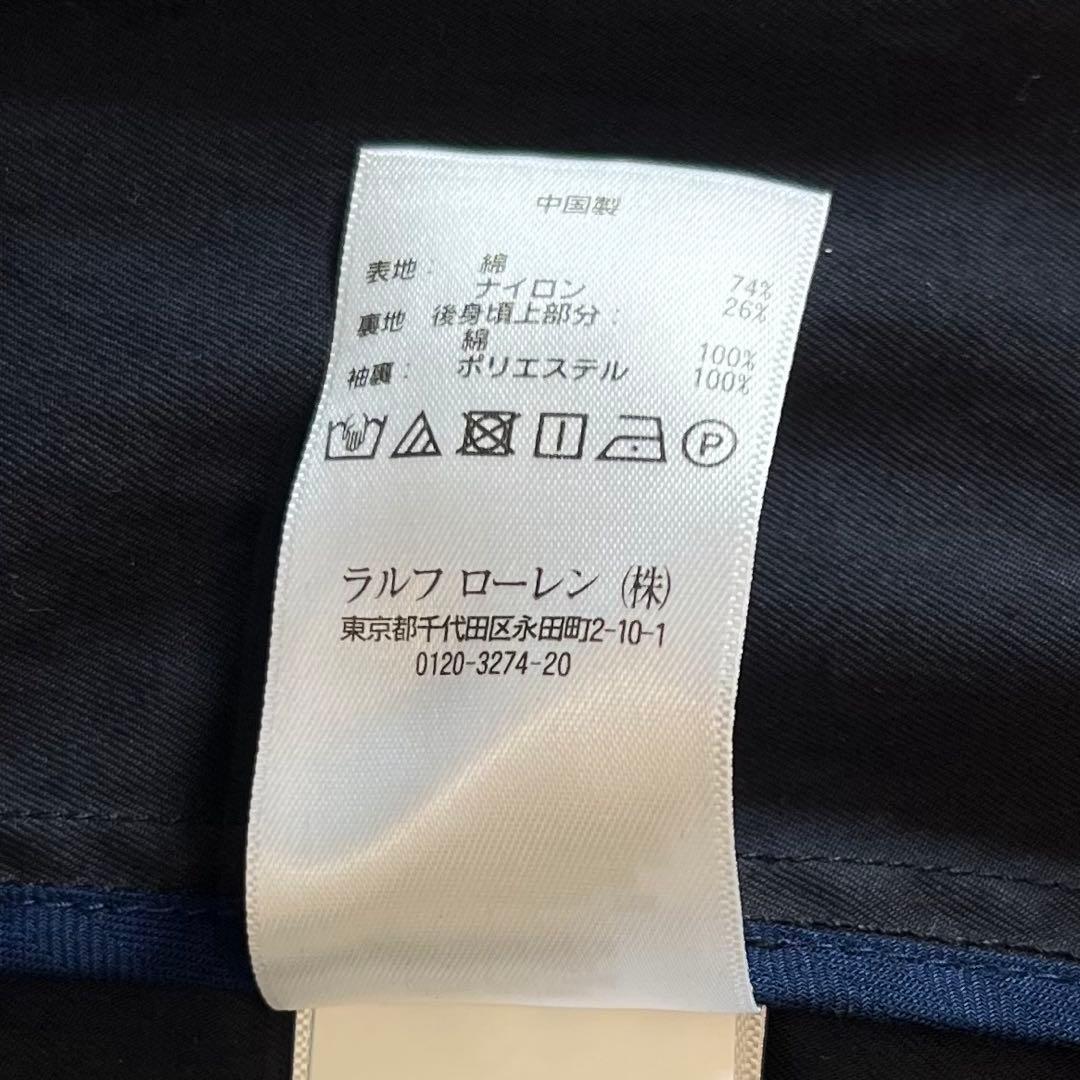 中国製
表地： 綿 74%
ナイロン 26%
裏地 後身頃上部分：
綿 100%
袖裏： ポリエステル 100%
P
ラルフ ローレン（株）
東京都千代田区永田町2-10-1
0120-3274-20